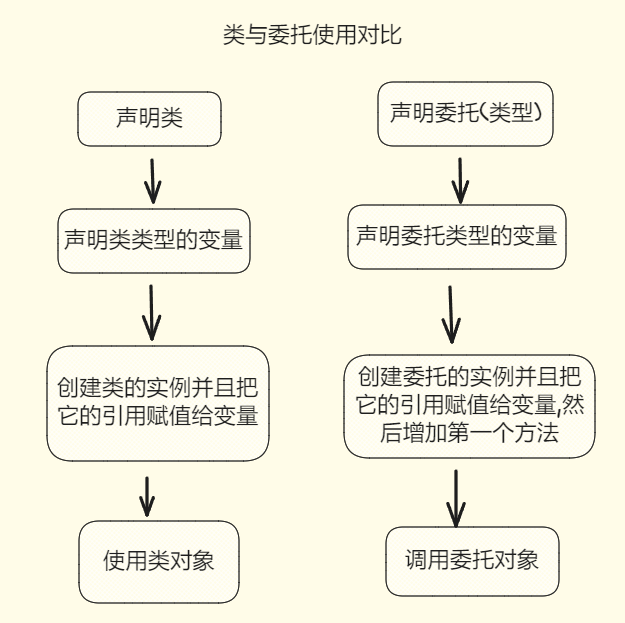 类与委托使用对比
声明类
声明类类型的变量
创建类的实例并且把
它的引用赋值给变量
使用类对象
声明委托(类型)
声明委托类型的变量
创建委托的实例并且把
它的引用赋值给变量,然
后增加第一个方法
调用委托对象